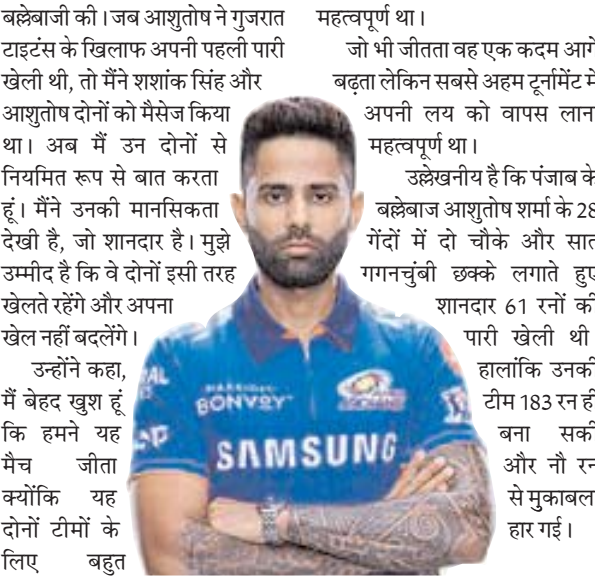 बल्लेबाजी की। जब आशुतोष ने गुजरात
टाइटंस के खिलाफ अपनी पहली पारी
खेली थी, तो मैंने शशांक सिंह और
आशुतोष दोनों को मैसेज किया
था। अब मैं उन दोनों से
नियमित रूप से बात करता
हूं। मैंने उनकी मानसिकता
देखी है, जो शानदार है। मुझे
उम्मीद है कि वे दोनों इसी तरह
खेलते रहेंगे और अपना
खेल नहीं बदलेंगे।
उन्होंने कहा,
मैं बेहद खुश हूं
कि हमने यह
मैच जीता
क्योंकि यह
दोनों टीमों के
लिए बहुत
महत्वपूर्ण था।
जो भी जीतता वह एक कदम आगे
बढ़ता लेकिन सबसे अहम टूर्नामेंट में
अपनी लय को वापस लान
महत्वपूर्ण था।
उल्लेखनीय है कि पंजाब के
बल्लेबाज आशुतोष शर्मा के 28
गेंदों में दो चौके और सात
गगनचुंबी छक्के लगाते हुए
शानदार 61 रनों की
पारी खेली थी
हालांकि उनकी
टीम 183 रन ही
बना सकी
और नौ रन
से मुकाबल
हार गई।
BONVOY
SAMSUNG